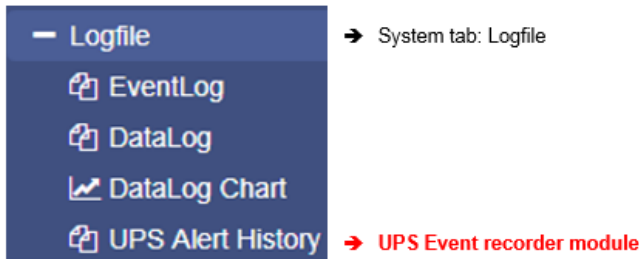 Logfile → System tab: Logfile
EventLog
DataLog
DataLog Chart
UPS Alert History → UPS Event recorder module